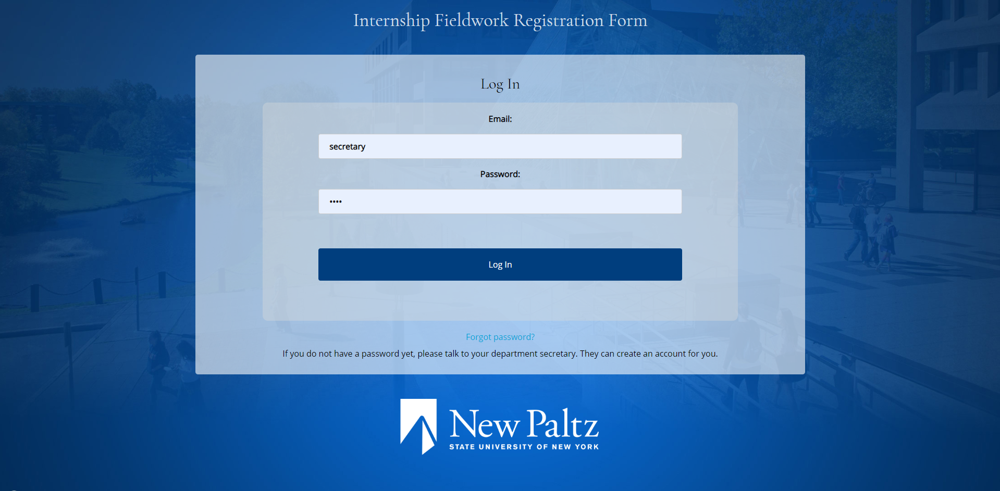 Internship Fieldwork Registration Form
Log In
Email:
secretary
Password:
••••
Log In
Forgot password?
If you do not have a password yet, please talk to your department secretary. They can create an account for you.
New Paltz
STATE UNIVERSITY OF NEW YORK